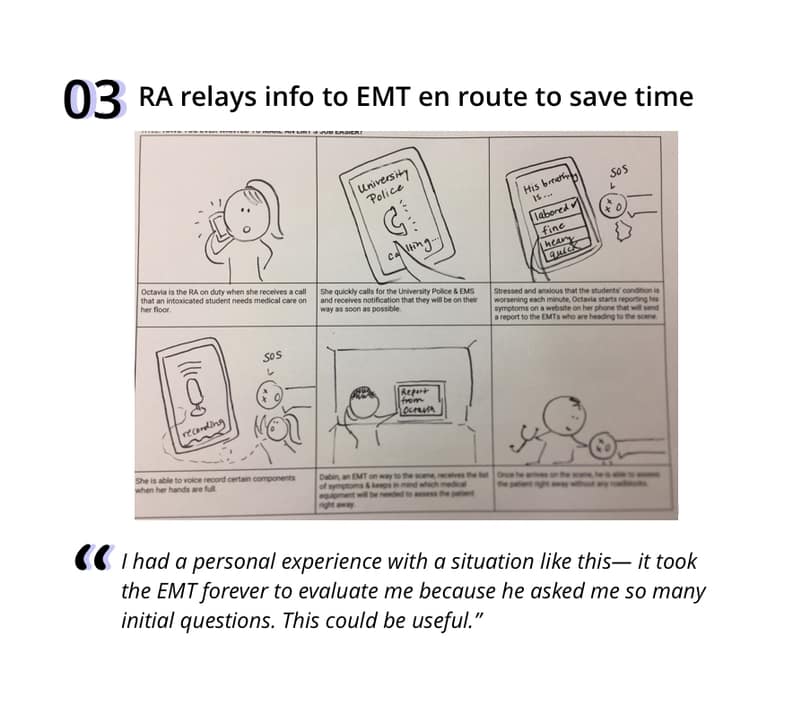 03 RA relays info to EMT en route to save time
University
Police
calling...
His breathing
is...
labored ✓
fine
heavy
quick
SOS
Octavia is the RA on duty when she receives a call
that an intoxicated student needs medical care on
her floor.
She quickly calls for the University Police & EMS
and receives notification that they will be on their
way as soon as possible.
Stressed and anxious that the students' condition is
worsening each minute, Octavia starts reporting his
symptoms on a website on her phone that will send
a report to the EMTs who are heading to the scene.
recording
SOS
Report
from
Octavia
She is able to voice record certain components
when her hands are full.
Dabin, an EMT on way to the scene, receives the list
of symptoms & keeps in mind which medical
equipment will be needed to assess the patient
right away.
Once he arrives on the scene, he is able to assess
the patient right away without any roadblocks.
“ I had a personal experience with a situation like this— it took
the EMT forever to evaluate me because he asked me so many
initial questions. This could be useful.”